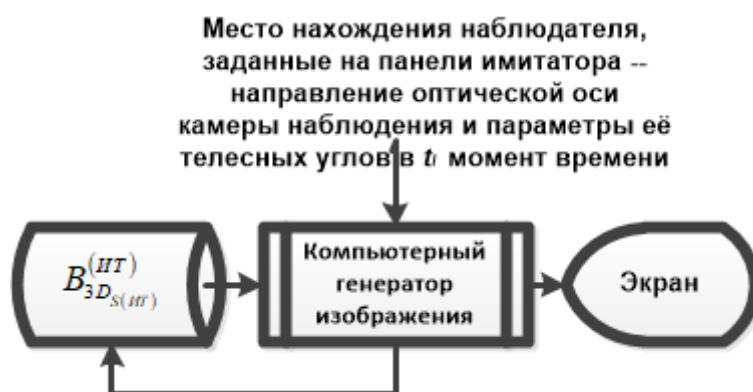 Место нахождения наблюдателя,
заданные на панели имитатора --
направление оптической оси
камеры наблюдения и параметры её
телесных углов в tᵢ момент времени
B^{(ИТ)}_{3D_{S(ИТ)}}
Компьютерный
генератор
изображения
Экран